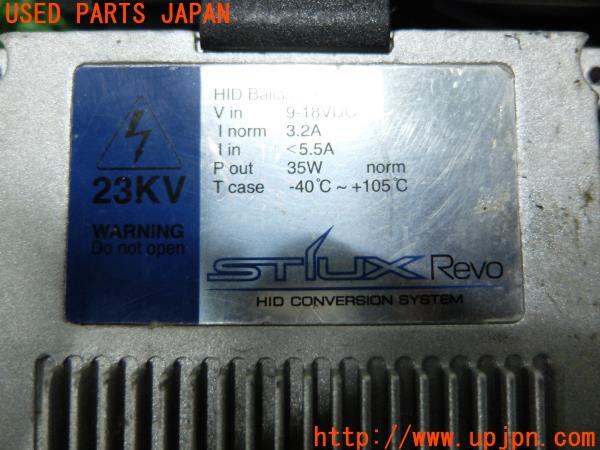 USED PARTS JAPAN
HID
V in 9-18VDC
I norm 3.2A
I in <5.5A
P out 35W norm
T case -40℃ ~ +105℃
23KV
WARNING
Do not open
STLUX Revo
HID CONVERSION SYSTEM
http://www.upjpn.com